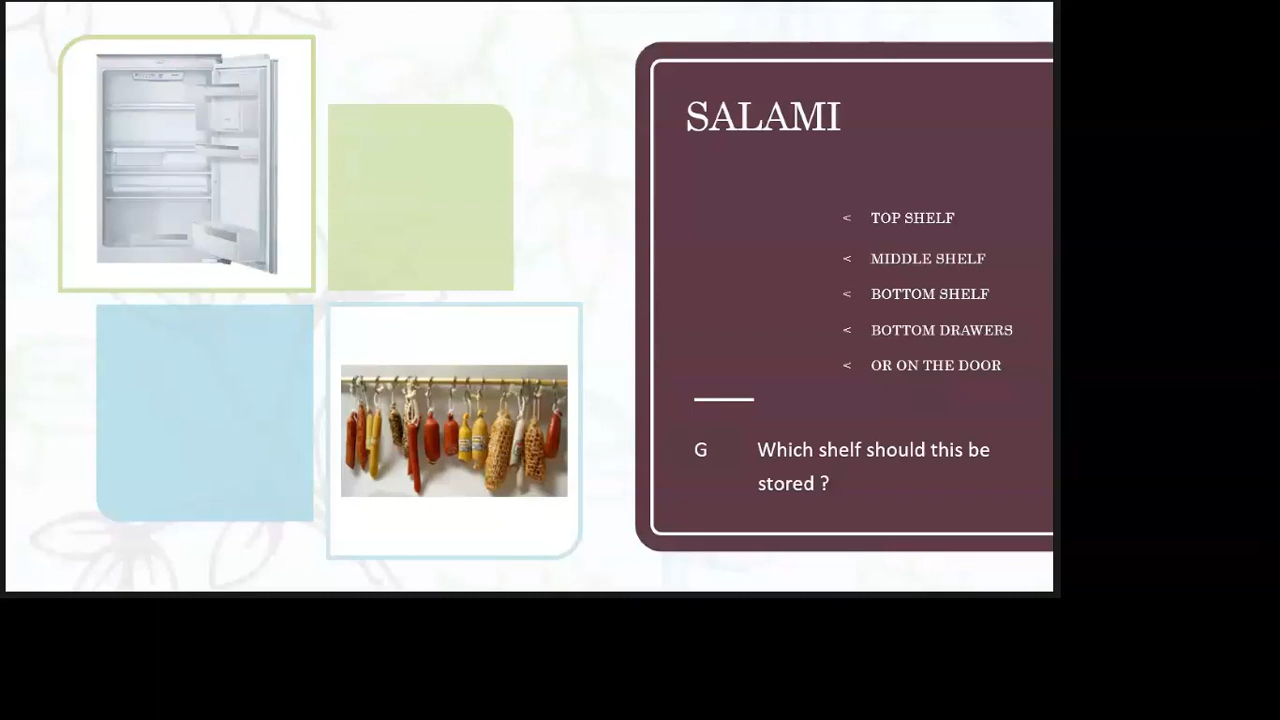 SALAMI
< TOP SHELF
< MIDDLE SHELF
< BOTTOM SHELF
< BOTTOM DRAWERS
< OR ON THE DOOR
G Which shelf should this be
stored ?